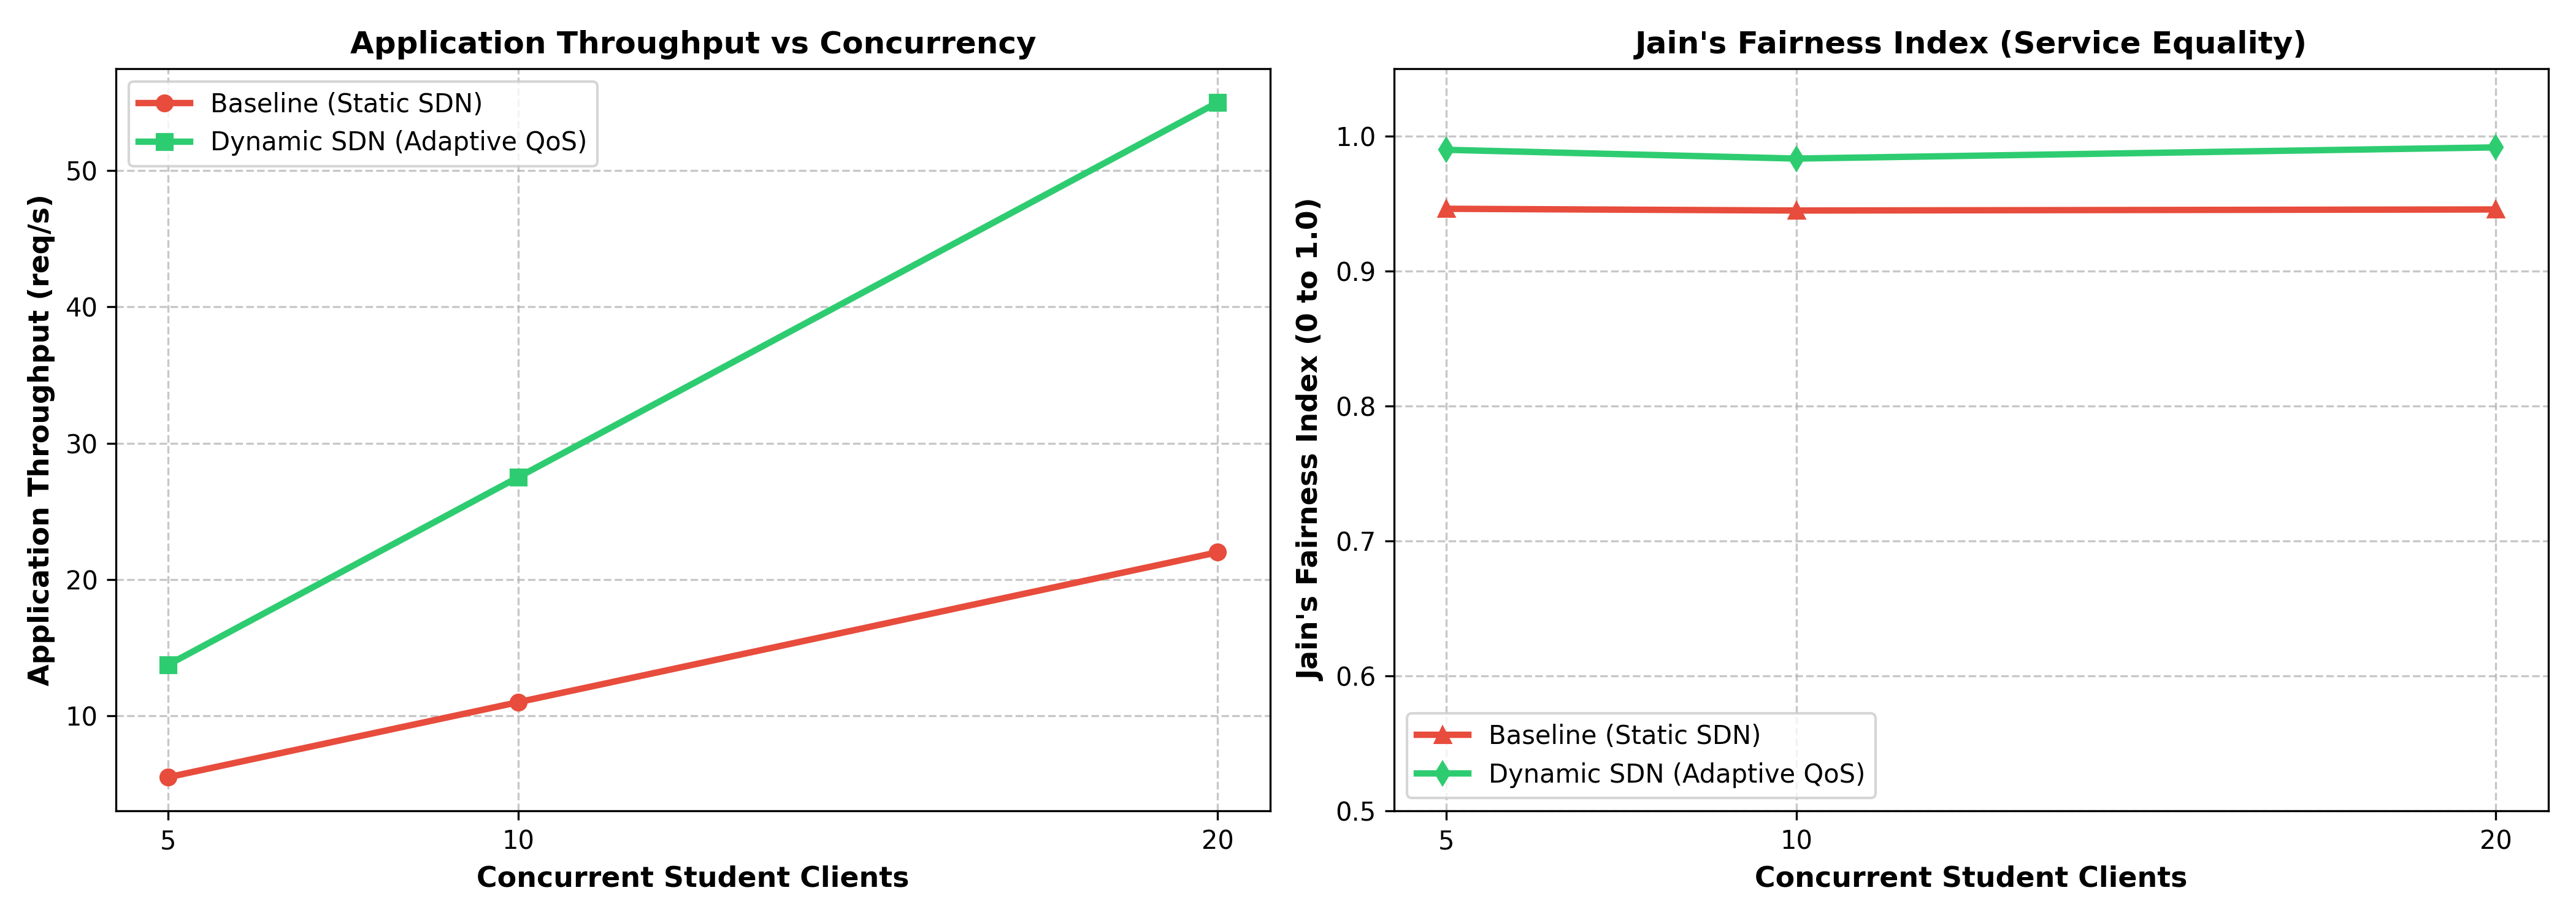 Application Throughput vs Concurrency
Baseline (Static SDN)
Dynamic SDN (Adaptive QoS)
Application Throughput (req/s)
50
40
30
20
10
5
10
20
Concurrent Student Clients
Jain's Fairness Index (Service Equality)
Jain's Fairness Index (0 to 1.0)
1.0
0.9
0.8
0.7
0.6
0.5
Baseline (Static SDN)
Dynamic SDN (Adaptive QoS)
5
10
20
Concurrent Student Clients